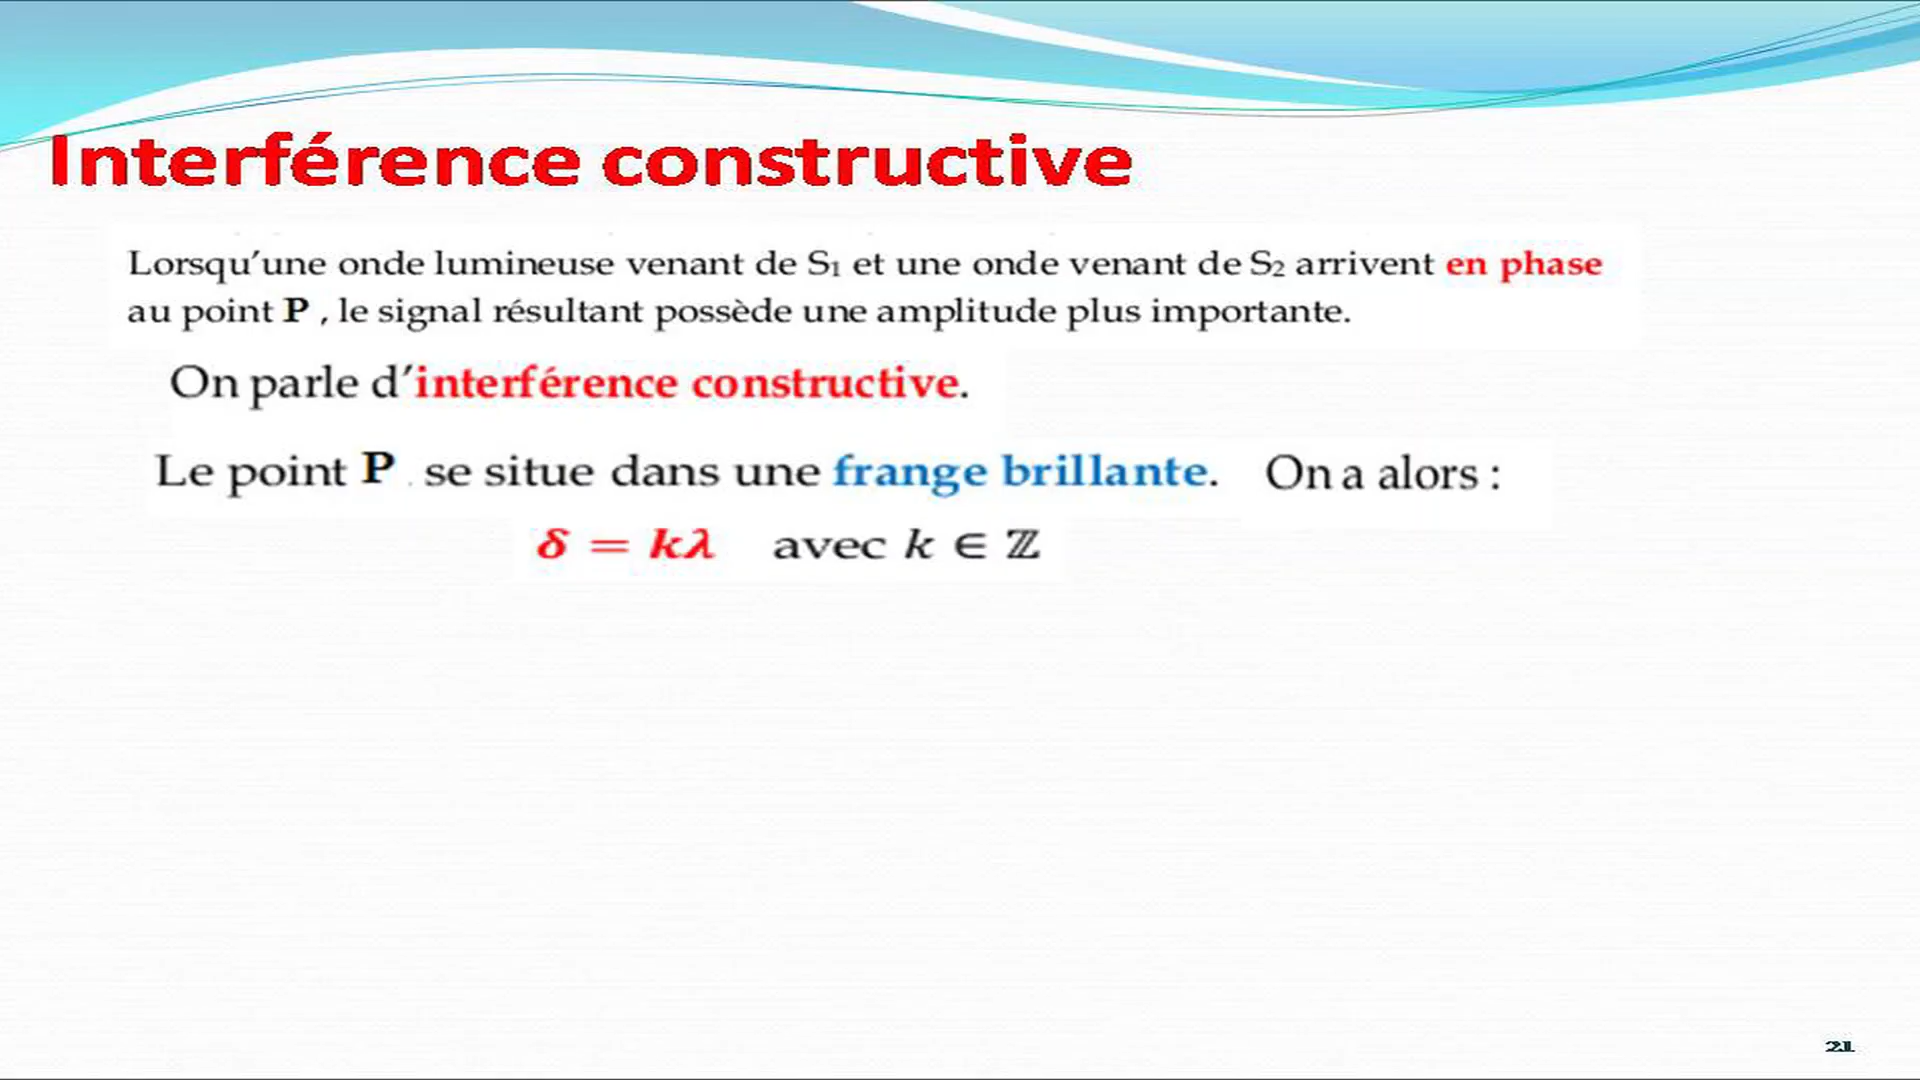 Interférence constructive
Lorsqu'une onde lumineuse venant de S₁ et une onde venant de S₂ arrivent en phase
au point P , le signal résultant possède une amplitude plus importante.
On parle d'interférence constructive.
Le point P . se situe dans une frange brillante. On a alors :
δ = kλ avec k ∈ ℤ
21